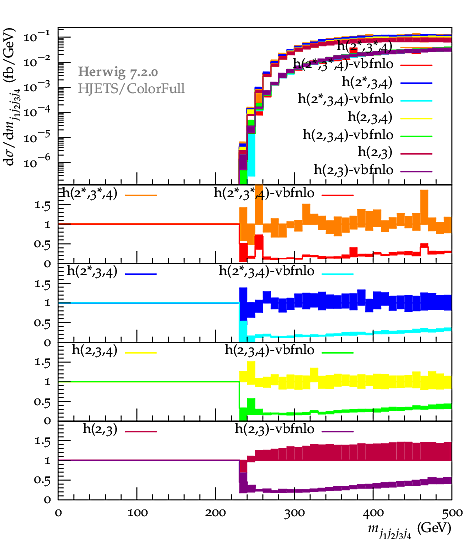 dσ/dm_{j₁j₂j₃j₄} (fb/GeV)
10⁻¹
10⁻²
10⁻³
10⁻⁴
10⁻⁵
10⁻⁶
Herwig 7.2.0
HJETS/ColorFull
h(2*,3*,4)
h(2*,3*,4)-vbfnlo
h(2*,3,4)
h(2*,3,4)-vbfnlo
h(2,3,4)
h(2,3,4)-vbfnlo
h(2,3)
h(2,3)-vbfnlo
h(2*,3*,4) h(2*,3*,4)-vbfnlo
1.5
1
0.5
0
h(2*,3,4) h(2*,3,4)-vbfnlo
1.5
1
0.5
0
h(2,3,4) h(2,3,4)-vbfnlo
1.5
1
0.5
0
h(2,3) h(2,3)-vbfnlo
1.5
1
0.5
0
0 100 200 300 400 500
m_{j₁j₂j₃j₄} (GeV)